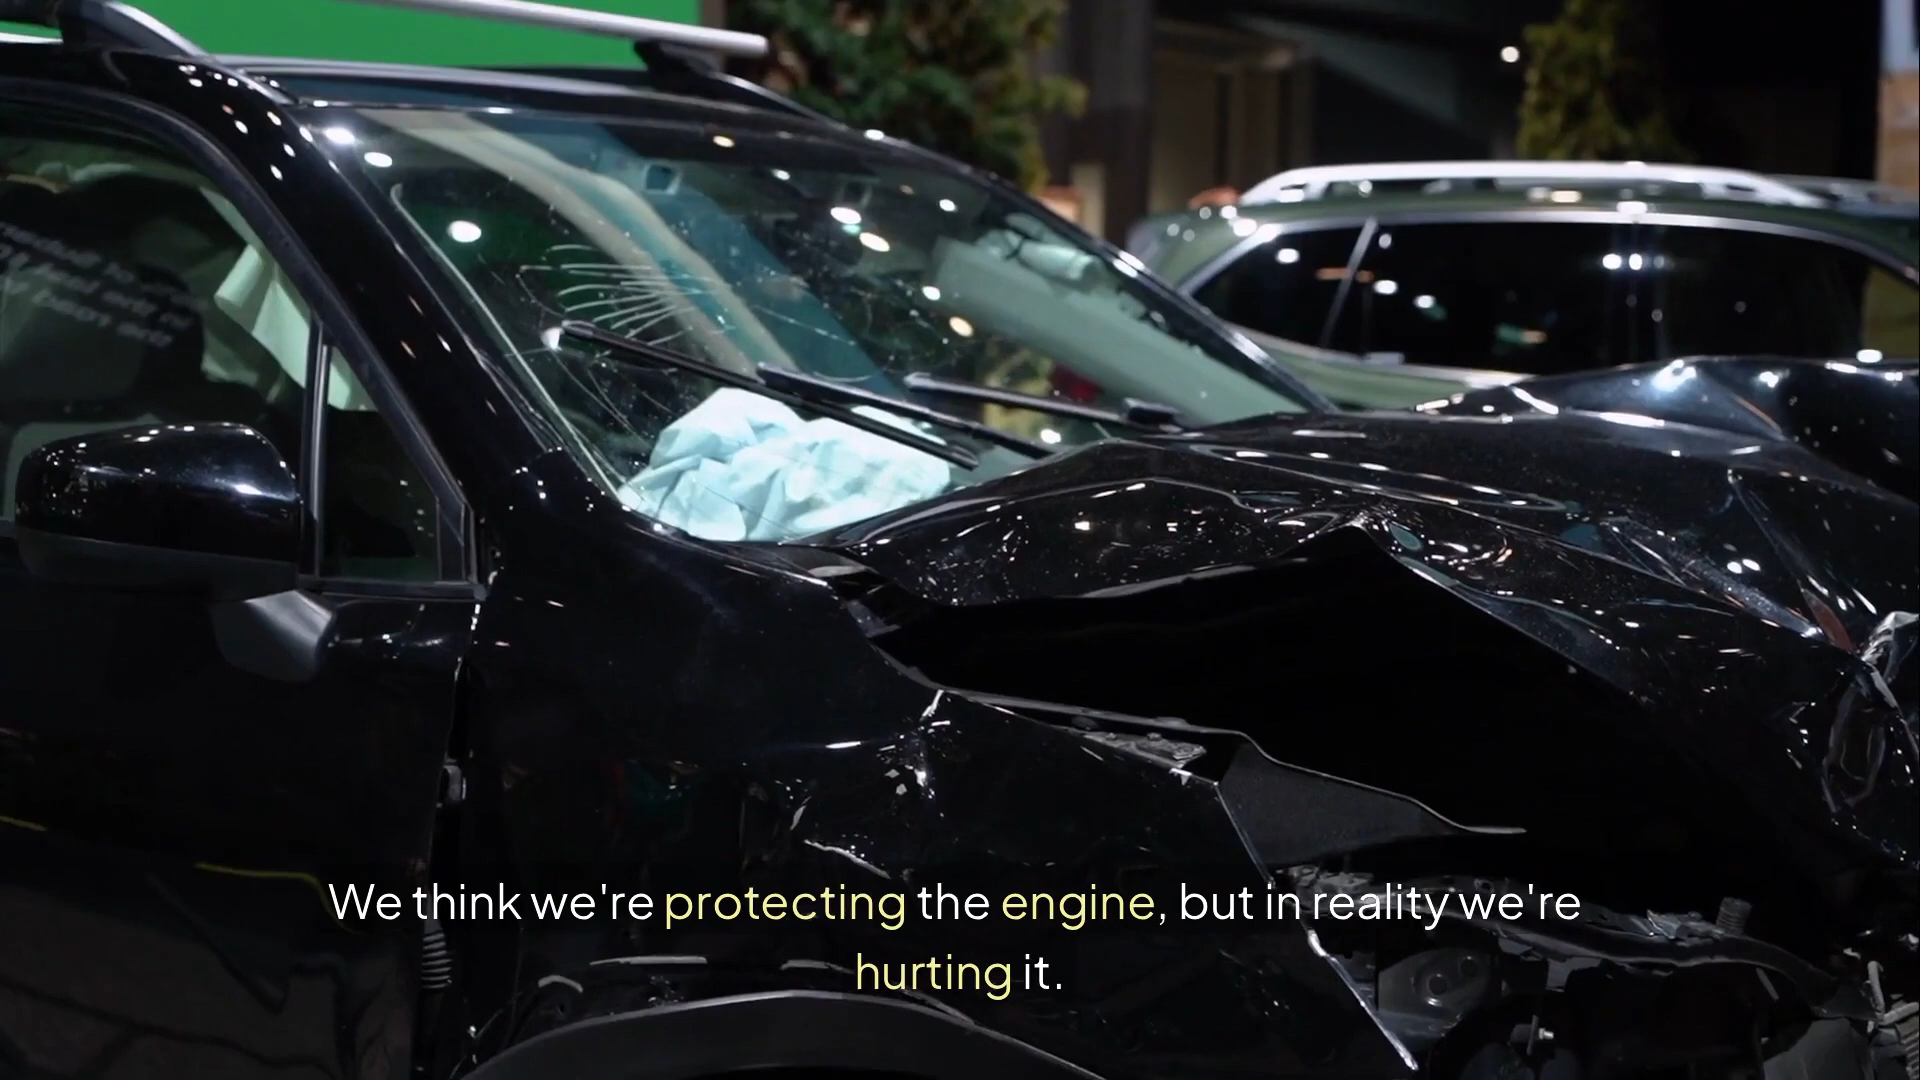 We think we're protecting the engine, but in reality we're
hurting it.